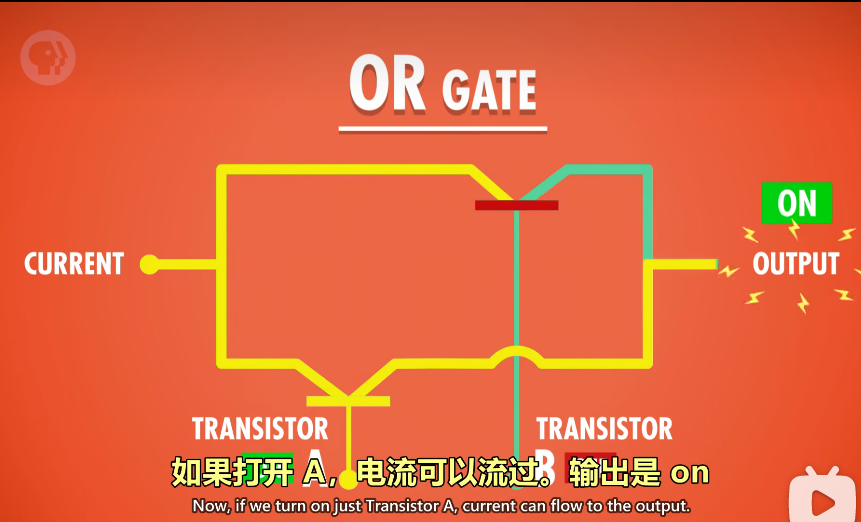 OR GATE
ON
CURRENT
OUTPUT
TRANSISTOR
A
TRANSISTOR
B
如果打开 A，电流可以流过。输出是 on
Now, if we turn on just Transistor A, current can flow to the output.